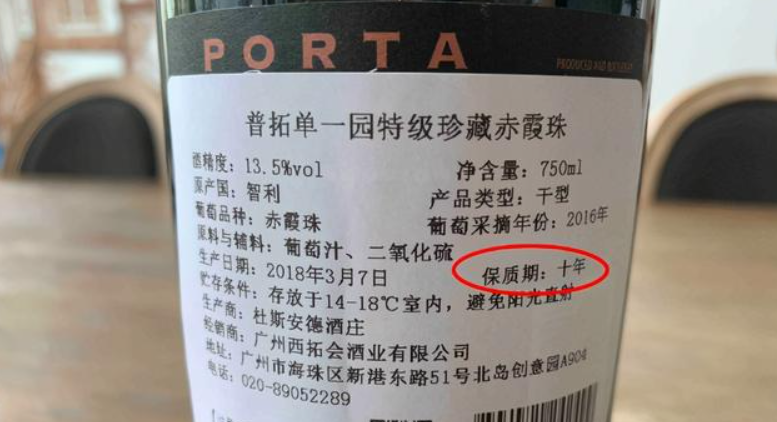 PORTA
PRODUCED AND BOTTLED
普拓单一园特级珍藏赤霞珠
酒精度：13.5%vol 净含量：750ml
原产国：智利 产品类型：干型
葡萄品种：赤霞珠 葡萄采摘年份：2016年
原料与辅料：葡萄汁、二氧化硫
生产日期：2018年3月7日 保质期：十年
贮存条件：存放于14-18℃室内，避免阳光直射
生产商：杜斯安德酒庄
经销商：广州西拓会酒业有限公司
地址：广州市海珠区新港东路51号北岛创意园A904
电话：020-89052289